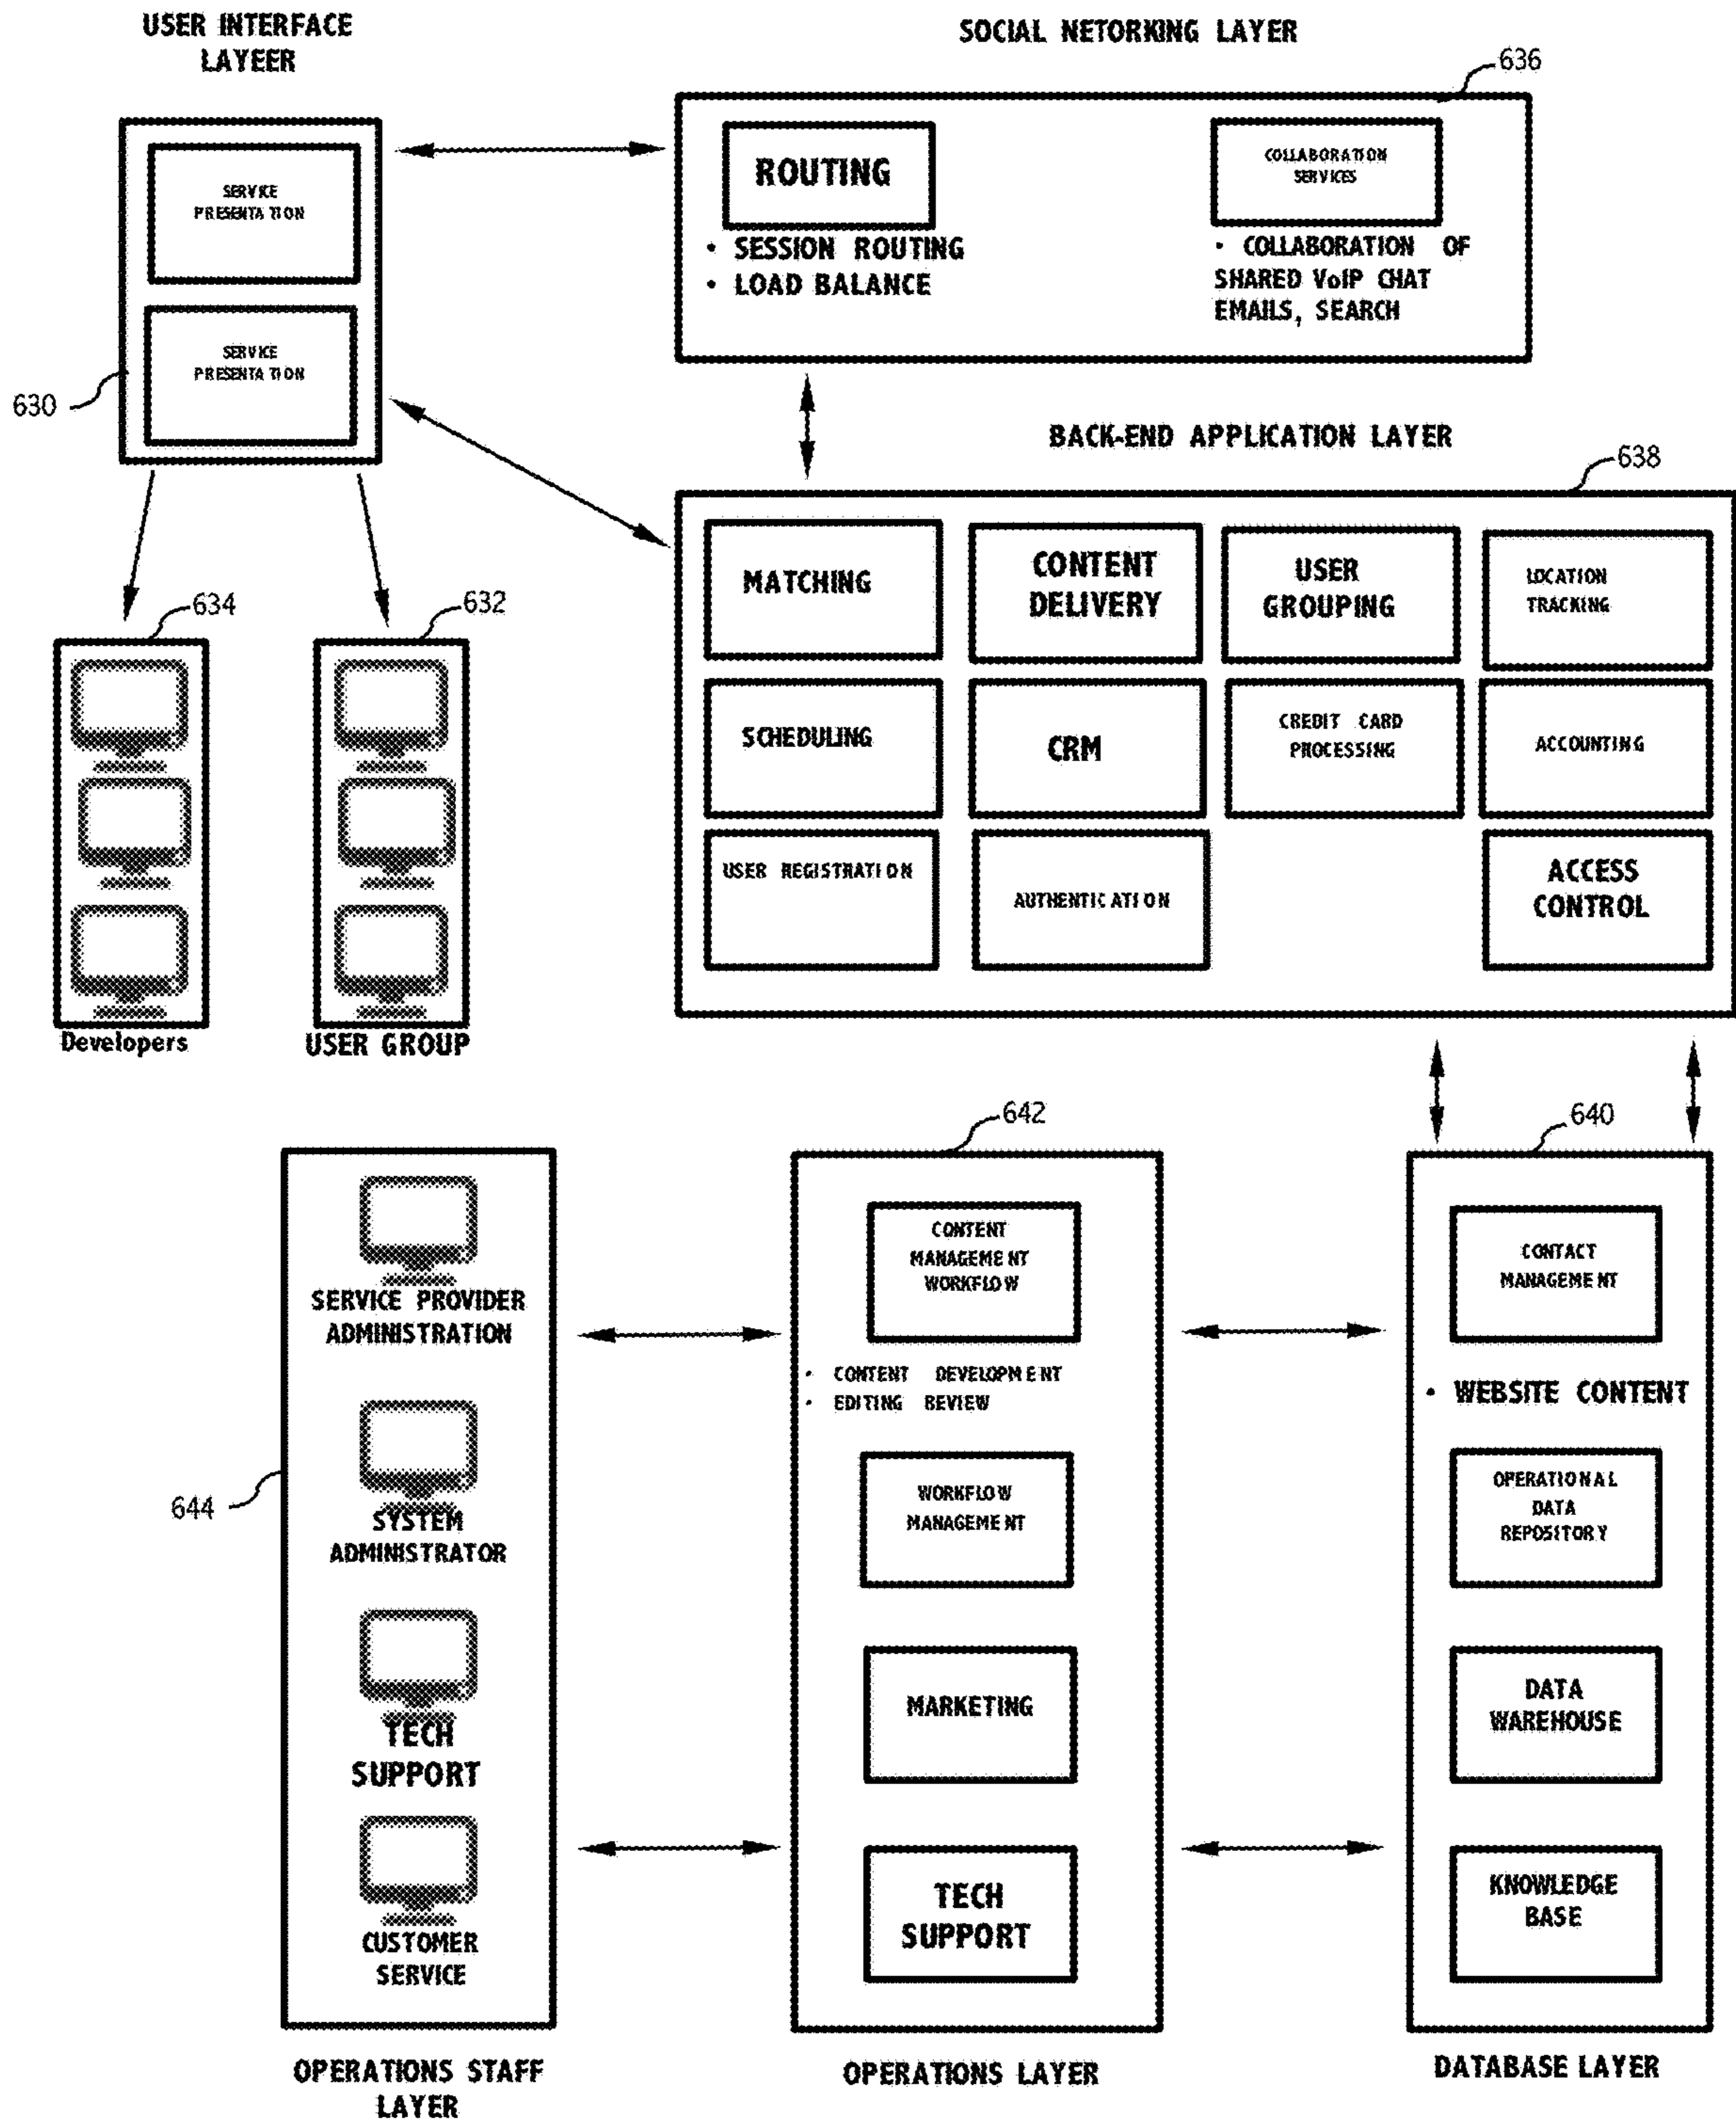 USER INTERFACE
LAYEER
SOCIAL NETORKING LAYER
636
SERVICE
PRESENTATION
SERVICE
PRESENTATION
630
ROUTING
• SESSION ROUTING
• LOAD BALANCE
COLLABORATION
SERVICES
• COLLABORATION OF
SHARED VoIP CHAT
EMAILS, SEARCH
BACK-END APPLICATION LAYER
638
MATCHING
CONTENT
DELIVERY
USER
GROUPING
LOCATION
TRACKING
SCHEDULING
CRM
CREDIT CARD
PROCESSING
ACCOUNTING
USER REGISTRATION
AUTHENTICATION
ACCESS
CONTROL
634
632
Developers
USER GROUP
644
SERVICE PROVIDER
ADMINISTRATION
SYSTEM
ADMINISTRATOR
TECH
SUPPORT
CUSTOMER
SERVICE
OPERATIONS STAFF
LAYER
642
CONTENT
MANAGEMENT
WORKFLOW
• CONTENT DEVELOPMENT
• EDITING REVIEW
WORKFLOW
MANAGEMENT
MARKETING
TECH
SUPPORT
OPERATIONS LAYER
640
CONTACT
MANAGEMENT
• WEBSITE CONTENT
OPERATIONAL
DATA
REPOSITORY
DATA
WAREHOUSE
KNOWLEDGE
BASE
DATABASE LAYER